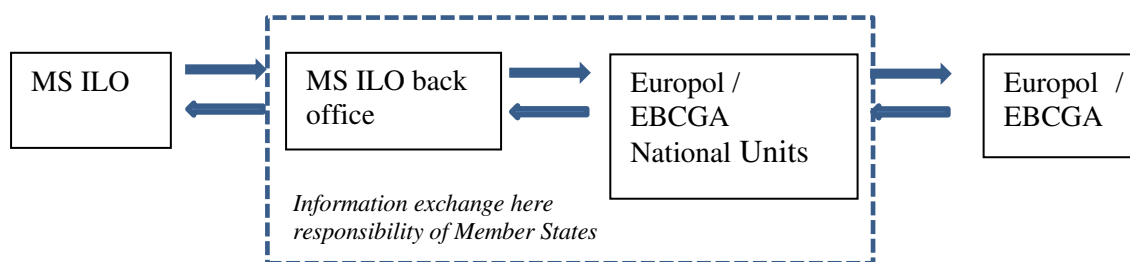 MS ILO
MS ILO back
office
Europol /
EBCGA
National Units
Europol /
EBCGA
Information exchange here
responsibility of Member States